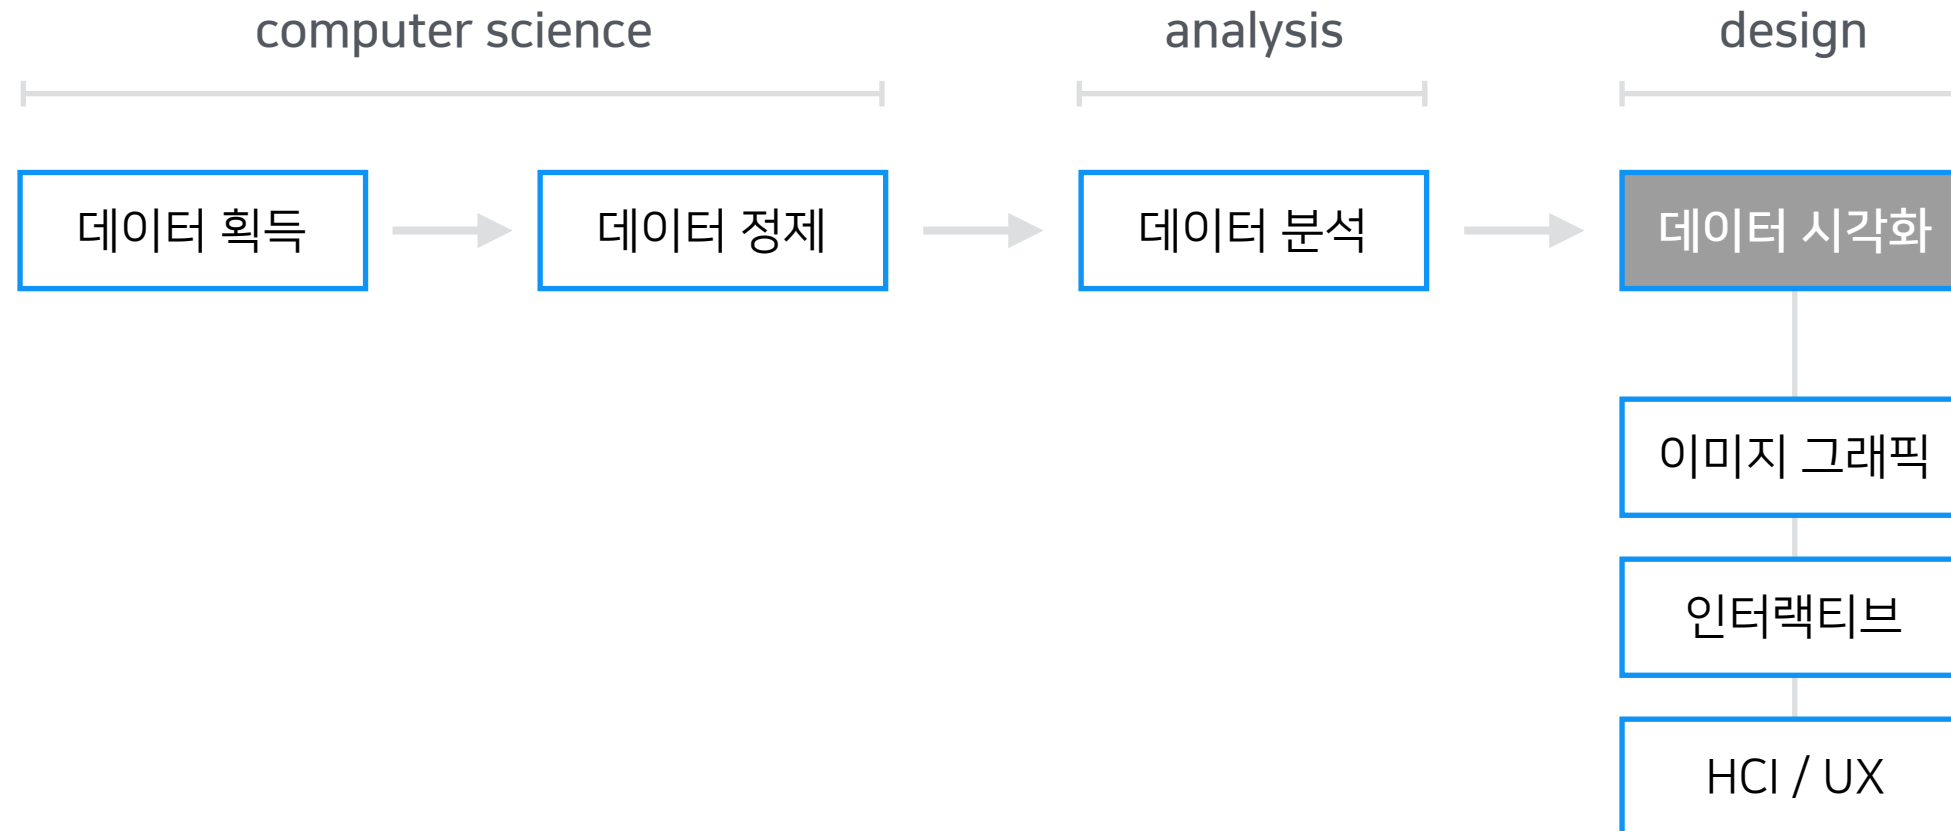 computer science
analysis
design
데이터 획득
데이터 정제
데이터 분석
데이터 시각화
이미지 그래픽
인터랙티브
HCI / UX